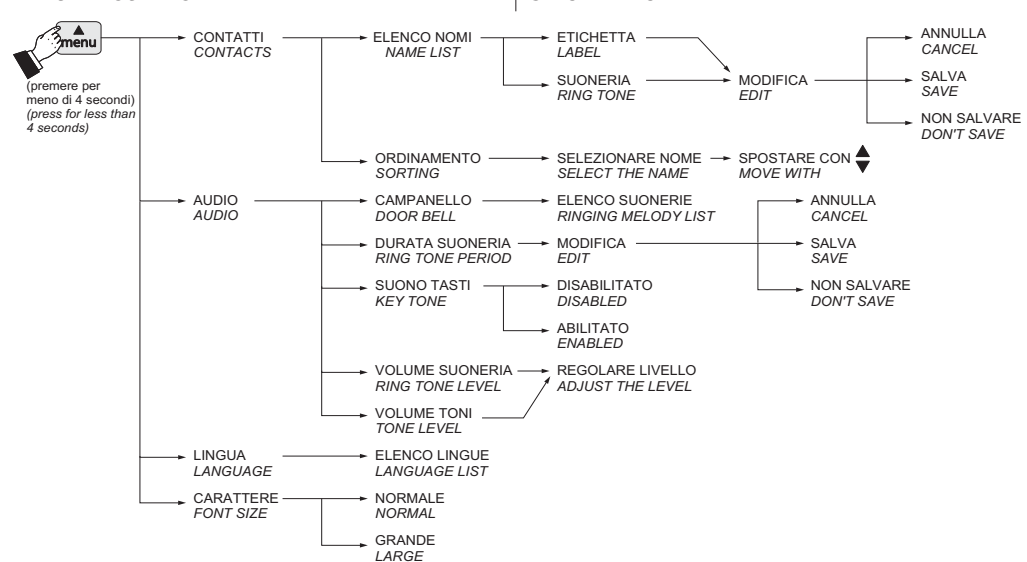 menu
(premere per
meno di 4 secondi)
(press for less than
4 seconds)
CONTATTI
CONTACTS
ELENCO NOMI
NAME LIST
ETICHETTA
LABEL
SUONERIA
RING TONE
MODIFICA
EDIT
ANNULLA
CANCEL
SALVA
SAVE
NON SALVARE
DON'T SAVE
ORDINAMENTO
SORTING
SELEZIONARE NOME
SELECT THE NAME
SPOSTARE CON
MOVE WITH
AUDIO
AUDIO
CAMPANELLO
DOOR BELL
ELENCO SUONERIE
RINGING MELODY LIST
DURATA SUONERIA
RING TONE PERIOD
MODIFICA
EDIT
ANNULLA
CANCEL
SALVA
SAVE
NON SALVARE
DON'T SAVE
SUONO TASTI
KEY TONE
DISABILITATO
DISABLED
ABILITATO
ENABLED
VOLUME SUONERIA
RING TONE LEVEL
REGOLARE LIVELLO
ADJUST THE LEVEL
VOLUME TONI
TONE LEVEL
LINGUA
LANGUAGE
ELENCO LINGUE
LANGUAGE LIST
CARATTERE
FONT SIZE
NORMALE
NORMAL
GRANDE
LARGE